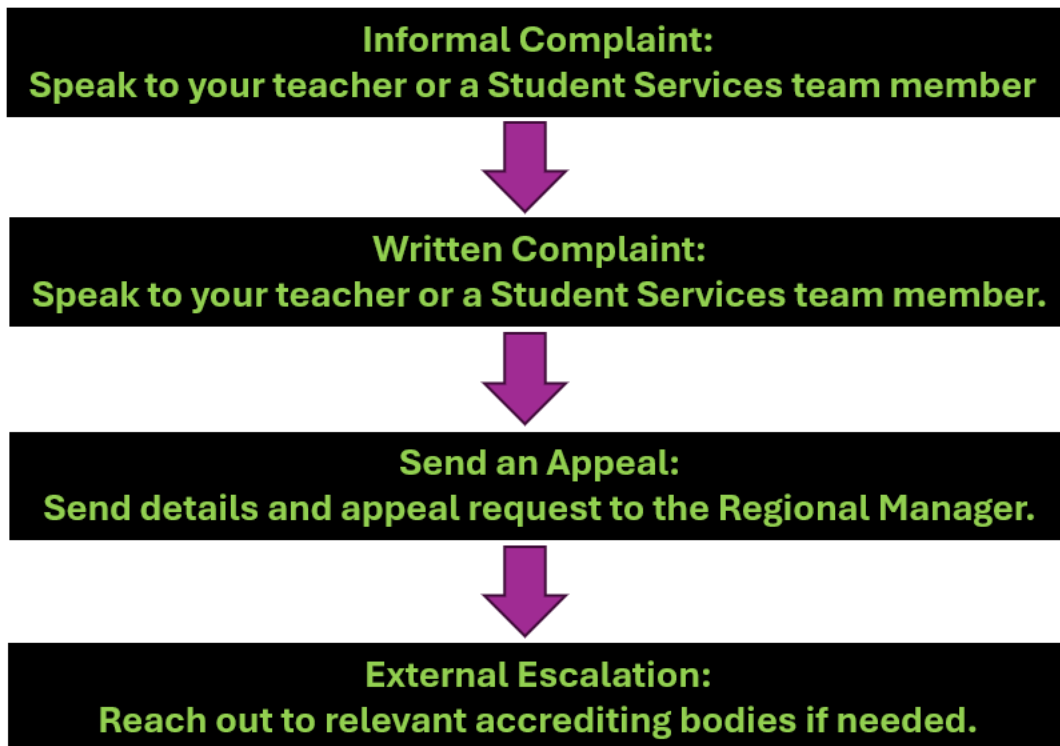 Informal Complaint:
Speak to your teacher or a Student Services team member
Written Complaint:
Speak to your teacher or a Student Services team member.
Send an Appeal:
Send details and appeal request to the Regional Manager.
External Escalation:
Reach out to relevant accrediting bodies if needed.